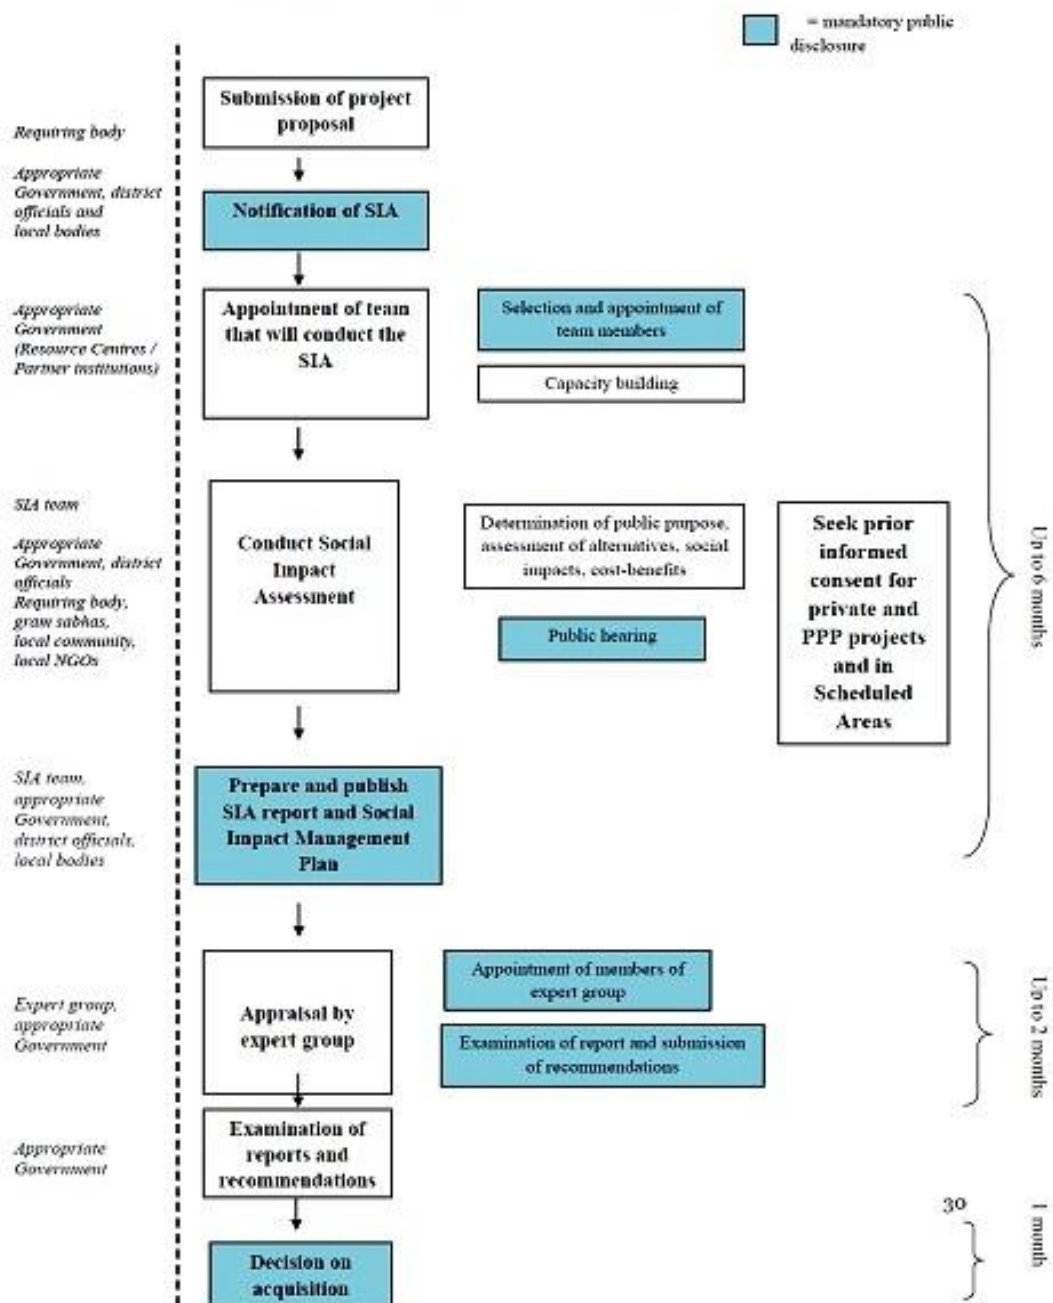 = mandatory public
disclosure
Submission of project
proposal
Requiring body
Appropriate
Government, district
officials and
local bodies
Notification of SIA
Appropriate
Government
(Resource Centres /
Partner institutions)
Appointment of team
that will conduct the
SIA
Selection and appointment of
team members
Capacity building
SIA team
Appropriate
Government, district
officials
Requiring body,
gram sabhas,
local community,
local NGOs
Conduct Social
Impact
Assessment
Determination of public purpose,
assessment of alternatives, social
impacts, cost-benefits
Public hearing
Seek prior
informed
consent for
private and
PPP projects
and in
Scheduled
Areas
Up to 6 months
SIA team,
appropriate
Government,
district officials,
local bodies
Prepare and publish
SIA report and Social
Impact Management
Plan
Expert group,
appropriate
Government
Appraisal by
expert group
Appointment of members of
expert group
Examination of report and submission
of recommendations
Up to 2 months
Appropriate
Government
Examination of
reports and
recommendations
30
1 month
Decision on
acquisition